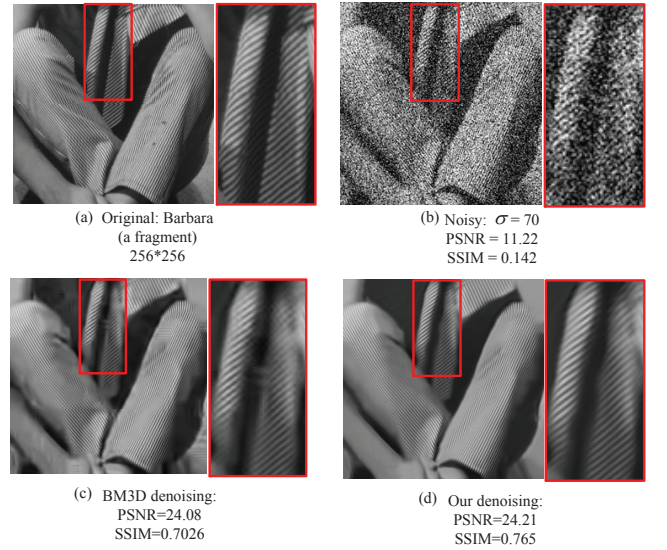 (a) Original: Barbara
(a fragment)
256*256
(b) Noisy: σ = 70
PSNR = 11.22
SSIM = 0.142
(c) BM3D denoising:
PSNR=24.08
SSIM=0.7026
(d) Our denoising:
PSNR=24.21
SSIM=0.765